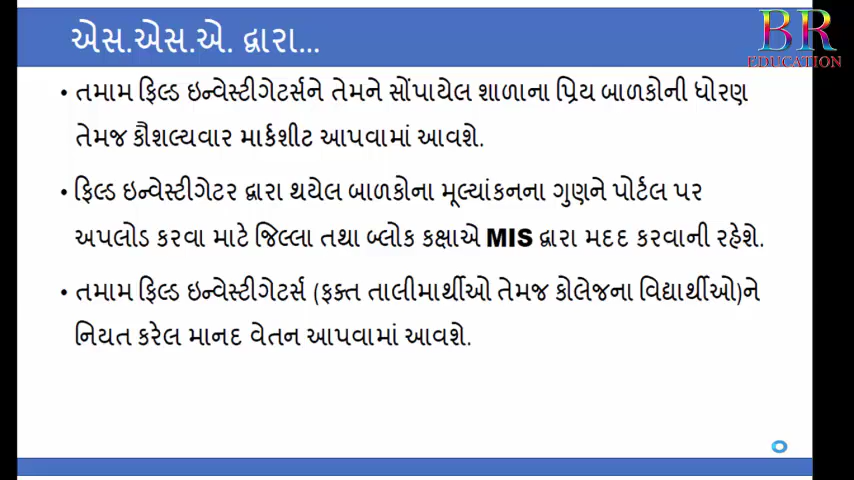 એસ.એસ.એ. દ્વારા...
BR
EDUCATION
• તમામ ફિલ્ડ ઇન્વેસ્ટીગેટર્સને તેમને સોંપાયેલ શાળાના પ્રિય બાળકોની ધોરણ
તેમજ કૌશલ્યવાર માર્કશીટ આપવામાં આવશે.
• ફિલ્ડ ઇન્વેસ્ટીગેટર દ્વારા થયેલ બાળકોના મૂલ્યાંકનના ગુણને પોર્ટલ પર
અપલોડ કરવા માટે જિલ્લા તથા બ્લોક કક્ષાએ MIS દ્વારા મદદ કરવાની રહેશે.
• તમામ ફિલ્ડ ઇન્વેસ્ટીગેટર્સ (ફક્ત તાલીમાર્થીઓ તેમજ કોલેજના વિદ્યાર્થીઓ)ને
નિયત કરેલ માનદ વેતન આપવામાં આવશે.